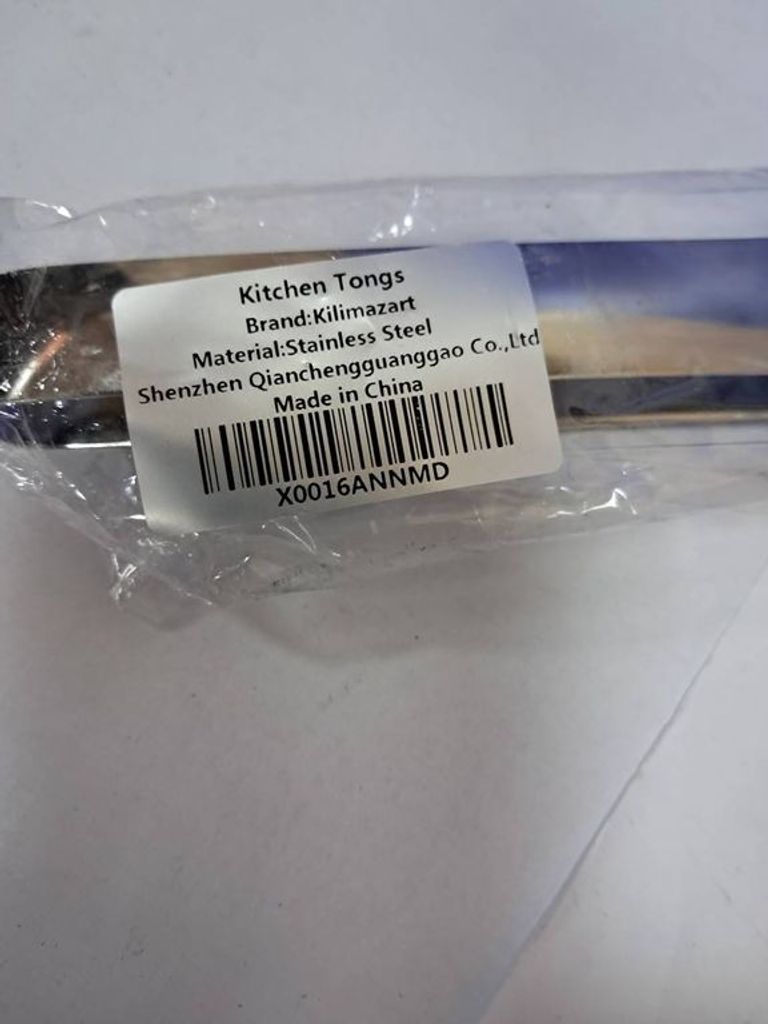 Kitchen Tongs
Brand:Kilimazart
Material:Stainless Steel
Shenzhen Qianchengguanggao Co.,Ltd
Made in China
X0016ANNMD